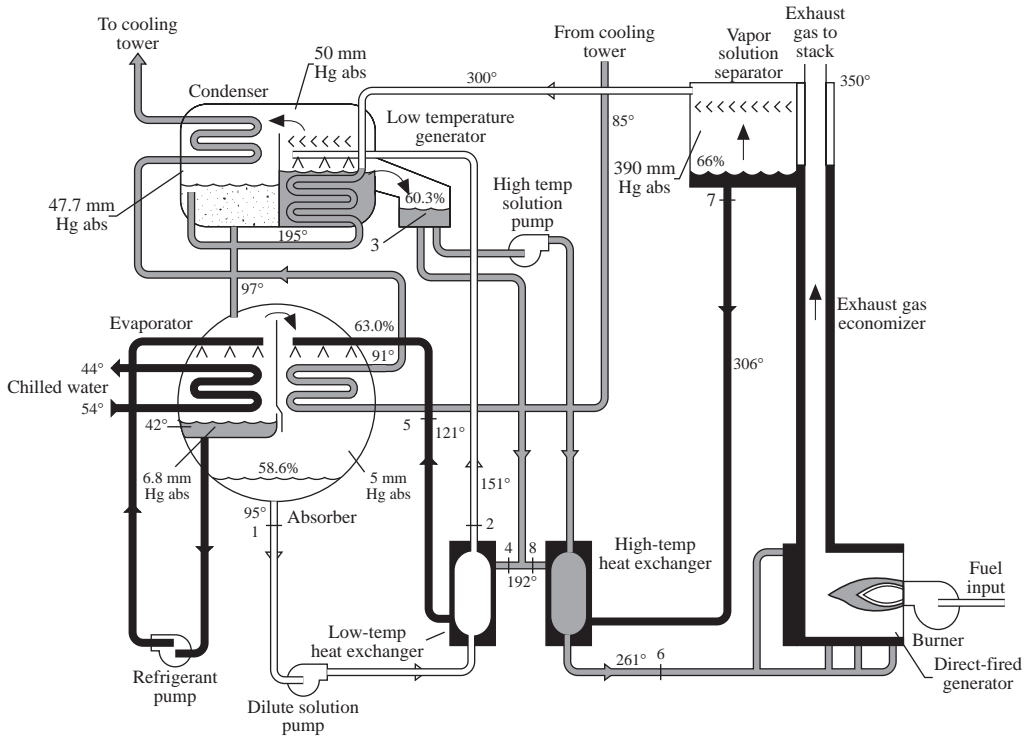 To cooling
tower
50 mm
Hg abs
Condenser
300°
From cooling
tower
Vapor
solution
separator
Exhaust
gas to
stack
350°
Low temperature
generator
85°
390 mm
Hg abs
66%
7
47.7 mm
Hg abs
60.3%
3
High temp
solution
pump
195°
97°
Evaporator
63.0%
91°
Exhaust gas
economizer
44°
Chilled water
54°
306°
42°
5
121°
6.8 mm
Hg abs
58.6%
5 mm
Hg abs
151°
95°
1
Absorber
2
4
8
192°
High-temp
heat exchanger
Fuel
input
Low-temp
heat exchanger
Burner
Refrigerant
pump
261°
6
Direct-fired
generator
Dilute solution
pump